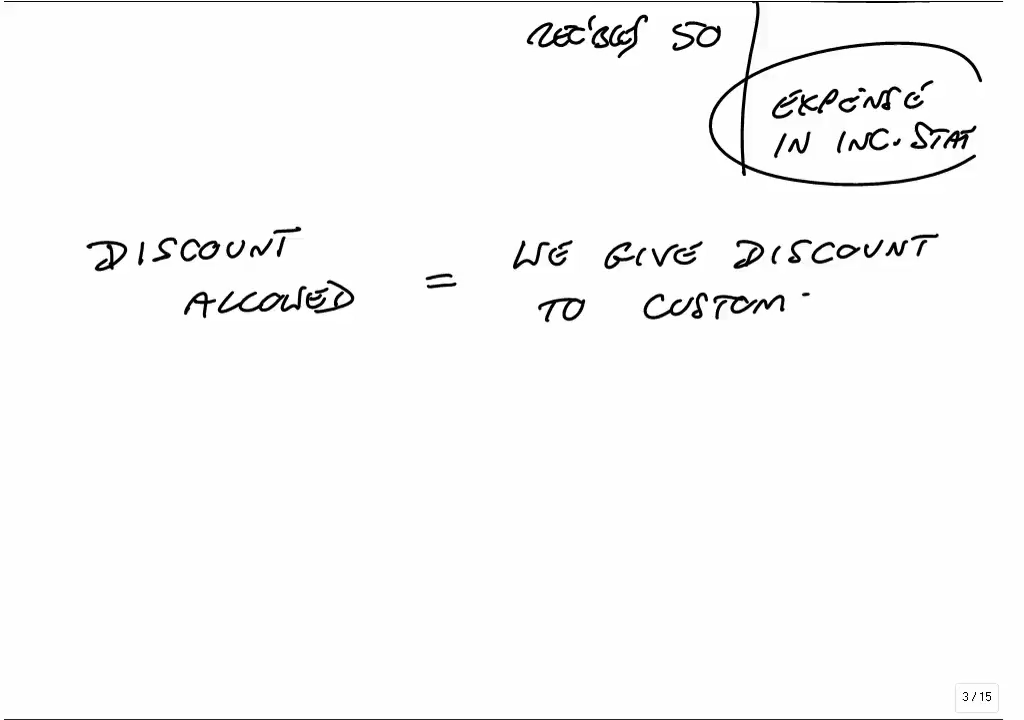 REC'BLES 50
EXPENSE
IN INC. STAT
DISCOUNT
ALLOWED
=
WE GIVE DISCOUNT
TO CUSTOM
3 / 15